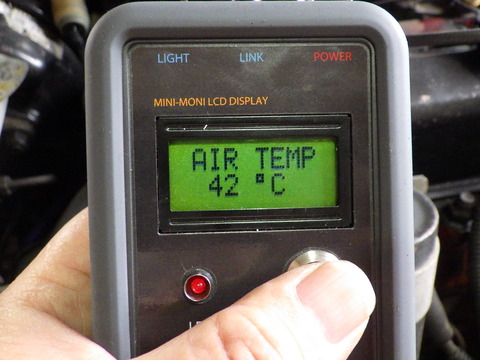 LIGHT LINK POWER
MINI-MONI LCD DISPLAY
AIR TEMP
42 °C